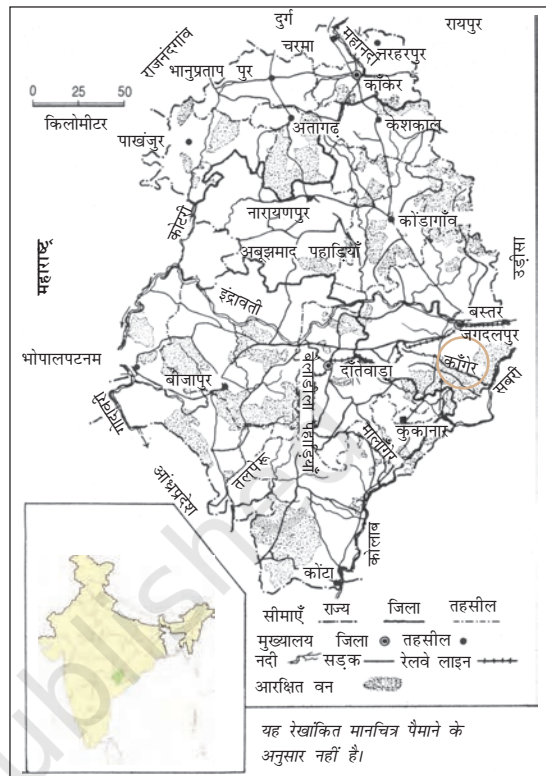 दुर्ग
रायपुर
राजनंदगांव
चरमा
महानदी
नरहरपुर
भानुप्रताप पुर
काँकेर
0 25 50
किलोमीटर
अंतागढ़
केशकाल
पाखंजुर
कोटरी
नारायणपुर
कोंडागाँव
अबूझमाद पहाड़ियाँ
महाराष्ट्र
उड़ीसा
इंद्रावती
बस्तर
जगदलपुर
भोपालपटनम
बीजापुर
बैलाडीला पहाड़ियाँ
दाँतेवाड़ा
काँगेर
सबरी
गोदावरी
मालांगेर
कुकानार
तलपेरू
आंध्रप्रदेश
कोलाब
कोंटा
सीमाएँ राज्य जिला तहसील
मुख्यालय जिला तहसील
नदी सड़क रेलवे लाइन
आरक्षित वन
यह रेखांकित मानचित्र पैमाने के
अनुसार नहीं है।